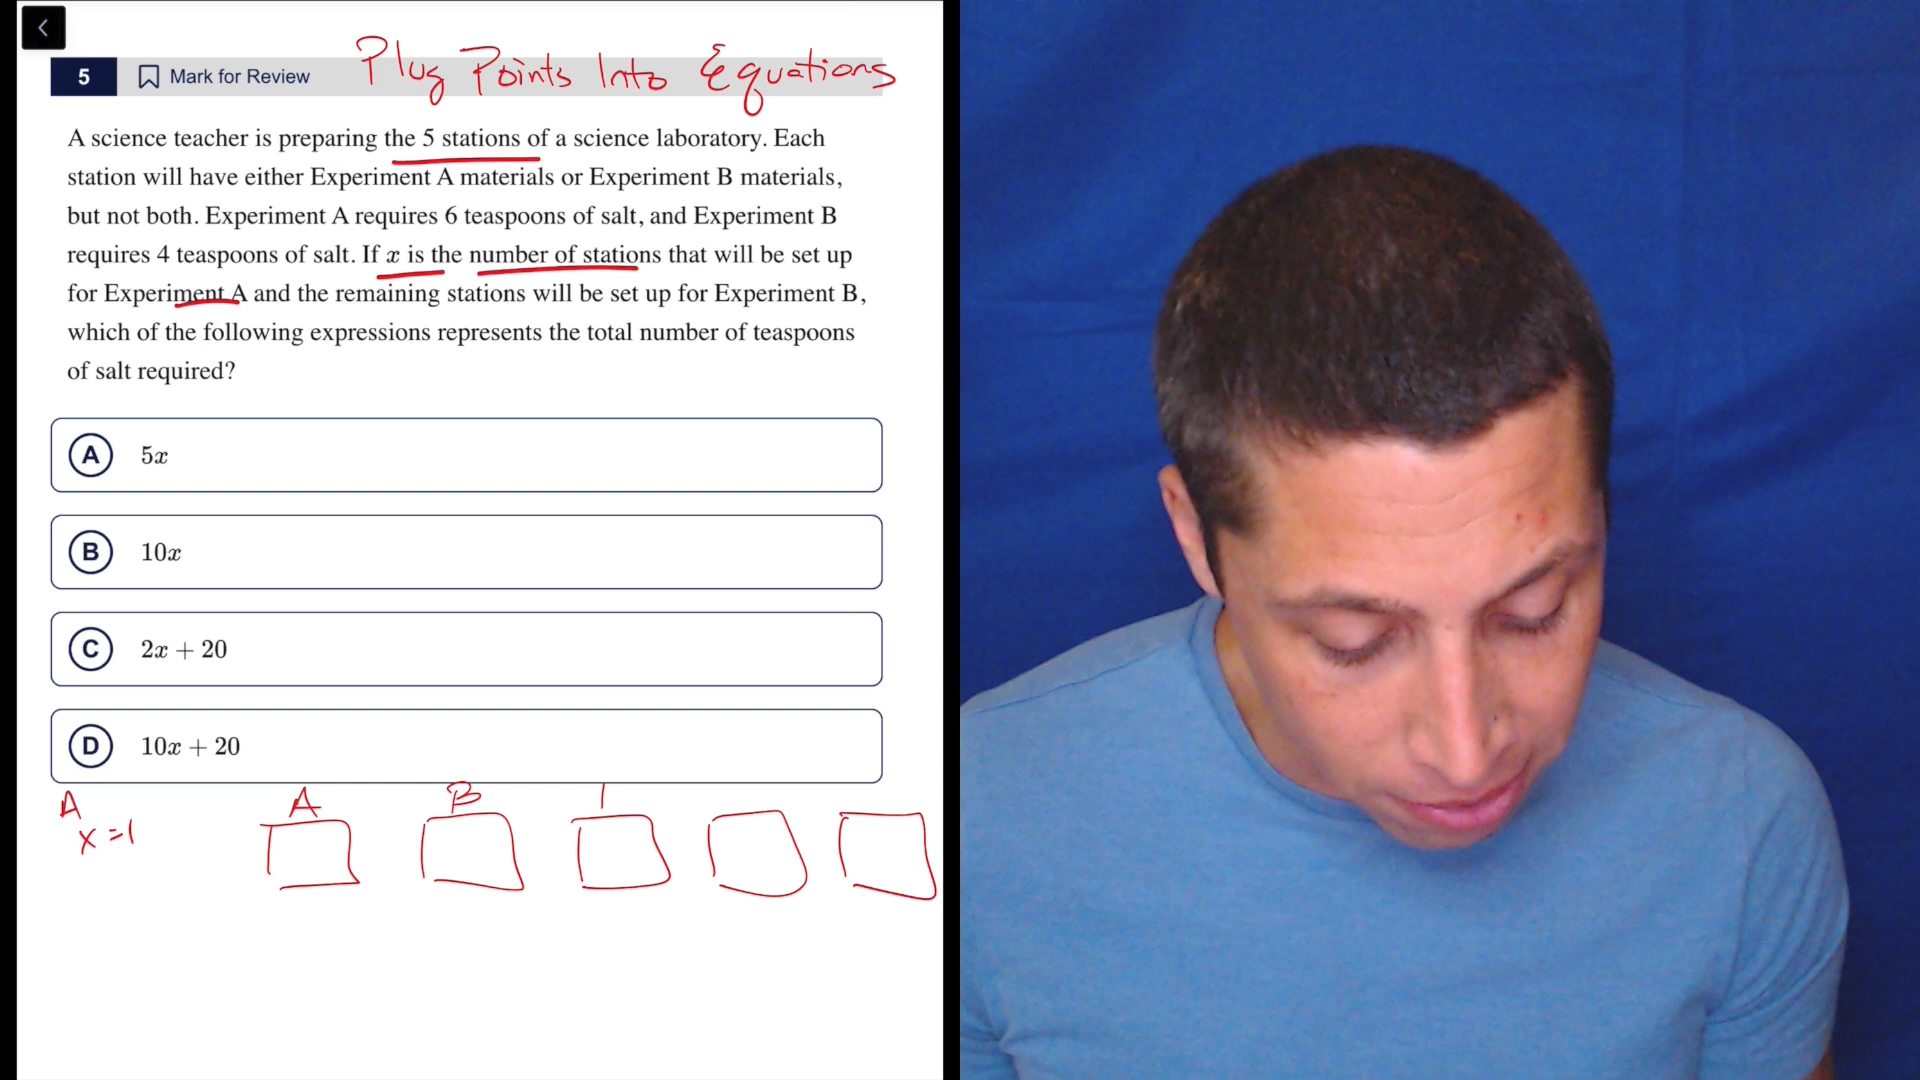 5 Mark for Review Plug Points Into Equations
A science teacher is preparing the 5 stations of a science laboratory. Each
station will have either Experiment A materials or Experiment B materials,
but not both. Experiment A requires 6 teaspoons of salt, and Experiment B
requires 4 teaspoons of salt. If x is the number of stations that will be set up
for Experiment A and the remaining stations will be set up for Experiment B,
which of the following expressions represents the total number of teaspoons
of salt required?
A 5x
B 10x
C 2x + 20
D 10x + 20
A A B
x = 1